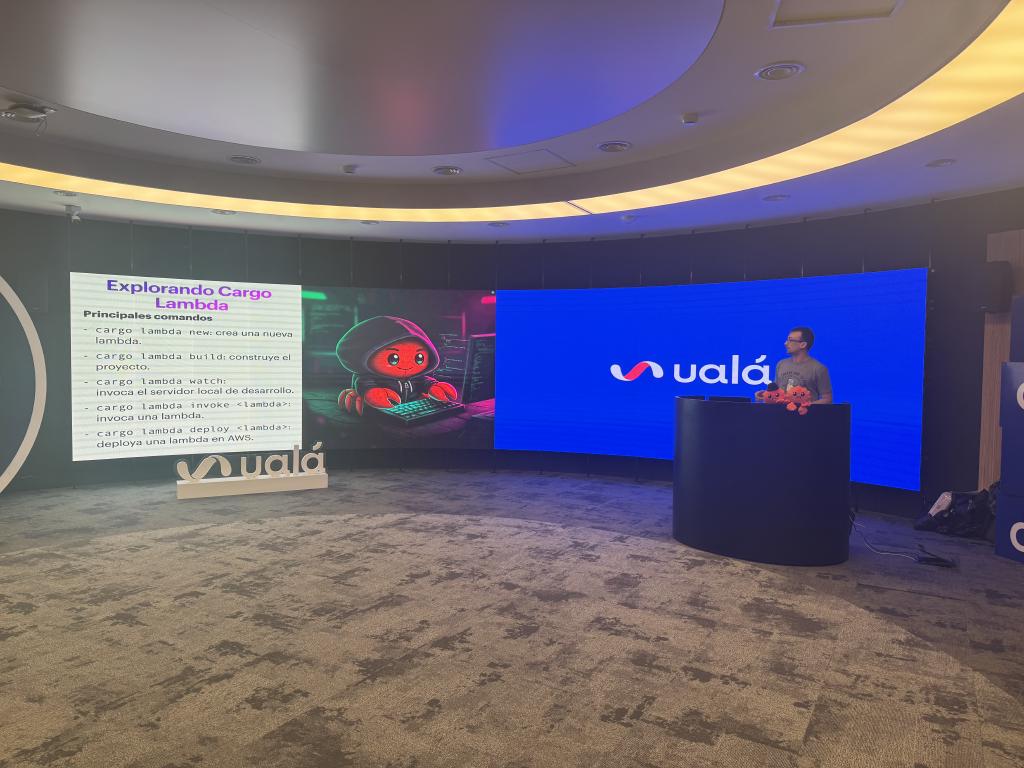 Explorando Cargo
Lambda
Principales comandos
- cargo lambda new: crea una nueva
lambda.
- cargo lambda build: construye el
proyecto.
- cargo lambda watch:
invoca el servidor local de desarrollo.
- cargo lambda invoke <lambda>:
invoca una lambda.
- cargo lambda deploy <lambda>:
deploya una lambda en AWS.
ualá
ualá